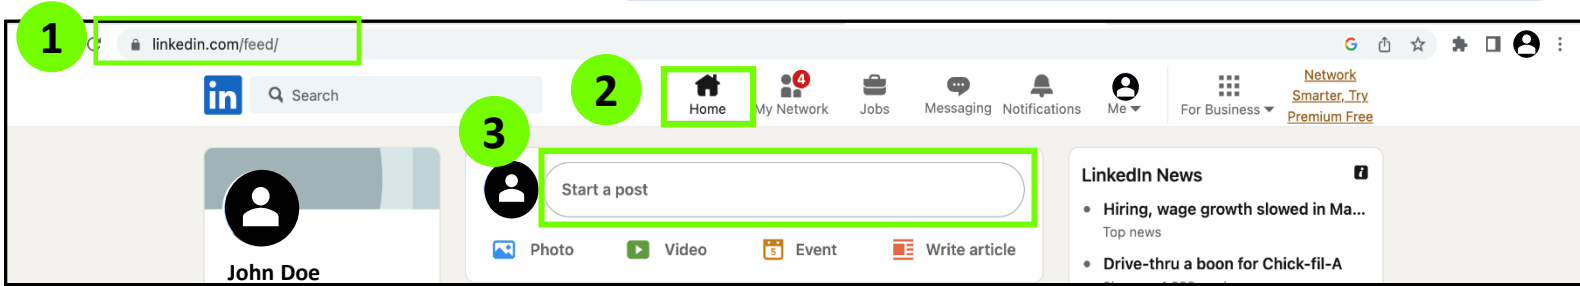 1
linkedin.com/feed/
G
in
Search
2
Home
4
My Network
Jobs
Messaging
Notifications
Me
For Business
Network
Smarter, Try
Premium Free
3
Start a post
Photo
Video
5
Event
Write article
John Doe
LinkedIn News
Hiring, wage growth slowed in Ma...
Top news
Drive-thru a boon for Chick-fil-A